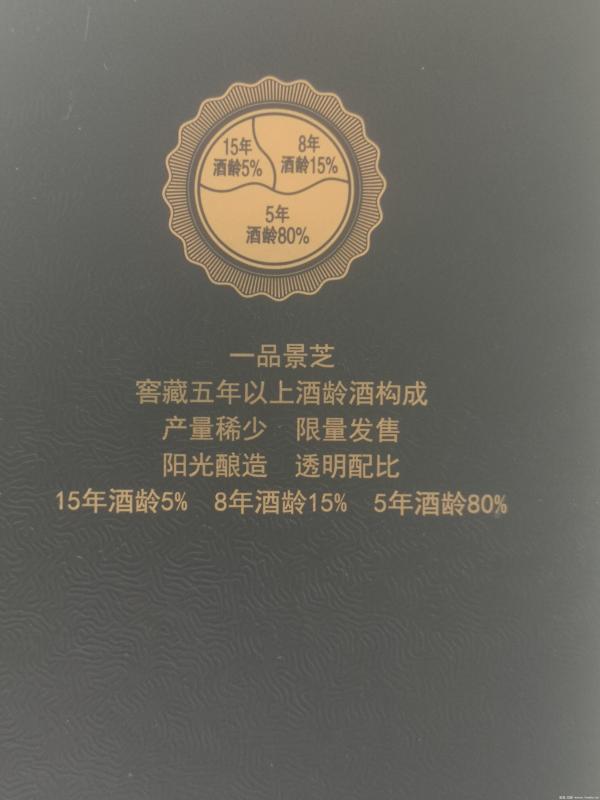 15年
酒龄5%
8年
酒龄15%
5年
酒龄80%
一品景芝
窖藏五年以上酒龄酒构成
产量稀少 限量发售
阳光酿造 透明配比
15年酒龄5% 8年酒龄15% 5年酒龄80%